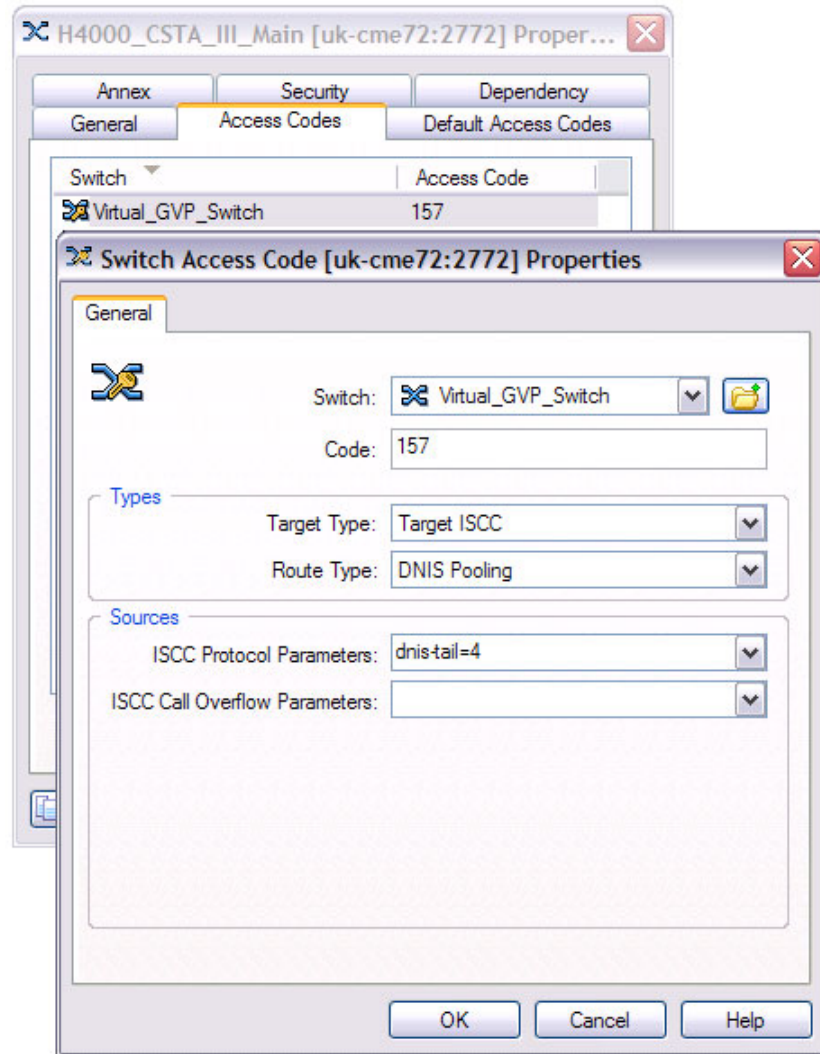 H4000_CSTA_III_Main [uk-cme72:2772] Proper...
Annex Security Dependency
General Access Codes Default Access Codes
Switch Access Code
Virtual_GVP_Switch 157
Switch Access Code [uk-cme72:2772] Properties
General
Switch: Virtual_GVP_Switch
Code: 157
Types
Target Type: Target ISCC
Route Type: DNIS Pooling
Sources
ISCC Protocol Parameters: dnis-tail=4
ISCC Call Overflow Parameters:
OK Cancel Help